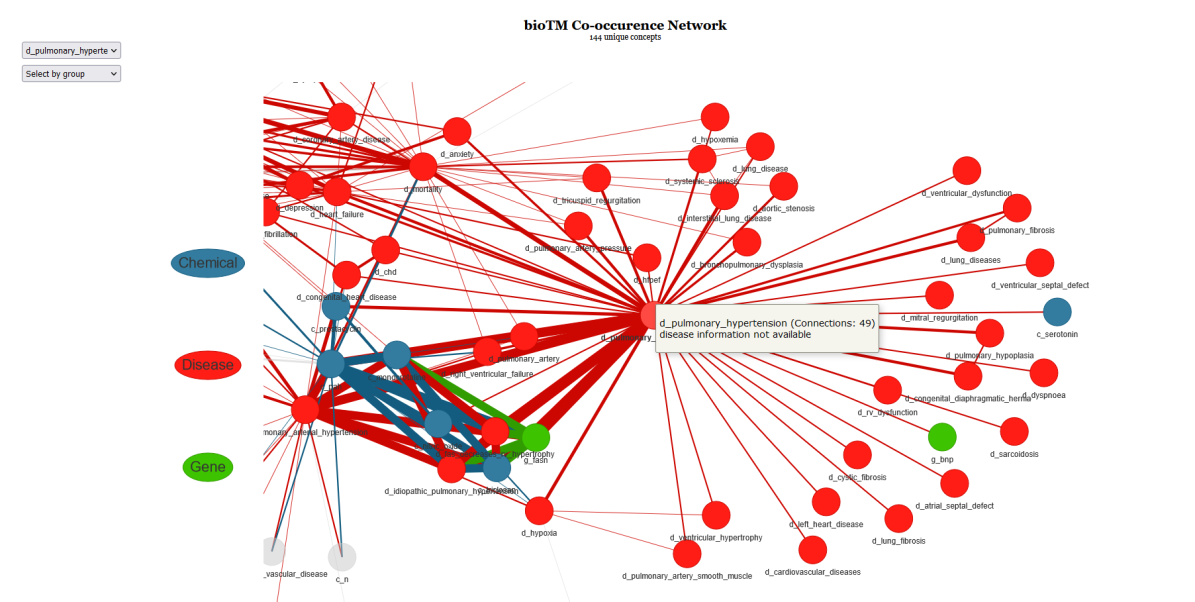 bioTM Co-occurence Network
144 unique concepts
d_pulmonary_hyperte
Select by group
Chemical
Disease
Gene
d_coronary_artery_disease
d_anxiety
d_mortality
d_depression
d_heart_failure
fibrillation
d_chd
d_congenital_heart_disease
d_hypoxemia
d_lung_disease
d_systemic_sclerosis
d_tricuspid_regurgitation
d_aortic_stenosis
d_interstitial_lung_disease
d_pulmonary_artery_pressure
d_bronchopulmonary_dysplasia
d_hfpef
d_ventricular_dysfunction
d_pulmonary_fibrosis
d_lung_diseases
d_ventricular_septal_defect
d_mitral_regurgitation
c_serotonin
d_pulmonary_hypertension (Connections: 49)
disease information not available
d_pulmonary_hypoplasia
d_dyspnoea
d_congenital_diaphragmatic_hernia
d_rv_dysfunction
d_sarcoidosis
g_bnp
d_cystic_fibrosis
d_atrial_septal_defect
d_left_heart_disease
d_lung_fibrosis
d_cardiovascular_diseases
d_ventricular_hypertrophy
d_pulmonary_artery_smooth_muscle
d_hypoxia
d_pulmonary_artery
right_ventricular_failure
monary_arterial_hypertension
g_fasn
d_idiopathic_pulmonary_hypertension
_vascular_disease
c_n